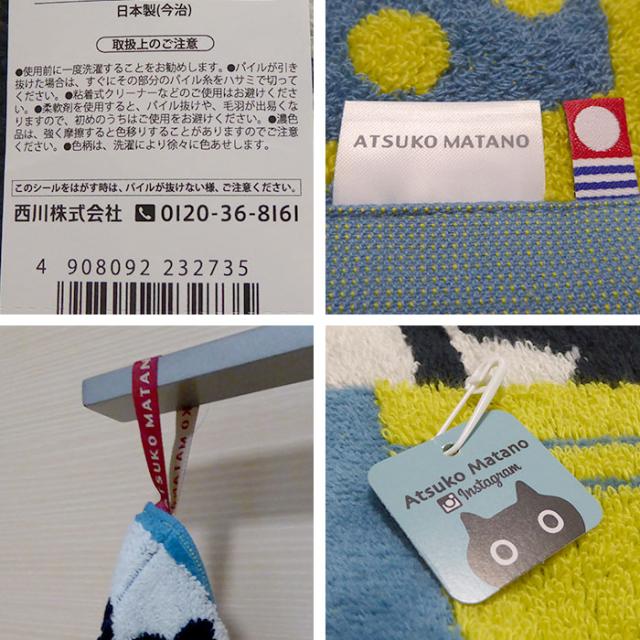 日本製(今治)
取扱上のご注意
●使用前に一度洗濯することをお勧めします。●パイルが引き
抜けた場合は、すぐにその部分のパイル糸をハサミで切って
ください。●粘着式クリーナーなどのご使用はお避けくださ
い。●柔軟剤を使用すると、パイル抜けや、毛羽が出易くな
りますので、初めのうちはご使用をお避けください。●濃色
品は、強く摩擦すると色移りすることがありますのでご注意
ください。●色柄は、洗濯により徐々に色あせします。
このシールをはがす時は、パイルが抜けない様、ご注意ください。
西川株式会社 0120-36-8161
4 908092 232735
ATSUKO MATANO
ATSUKO MATANO
Atsuko Matano
Instagram